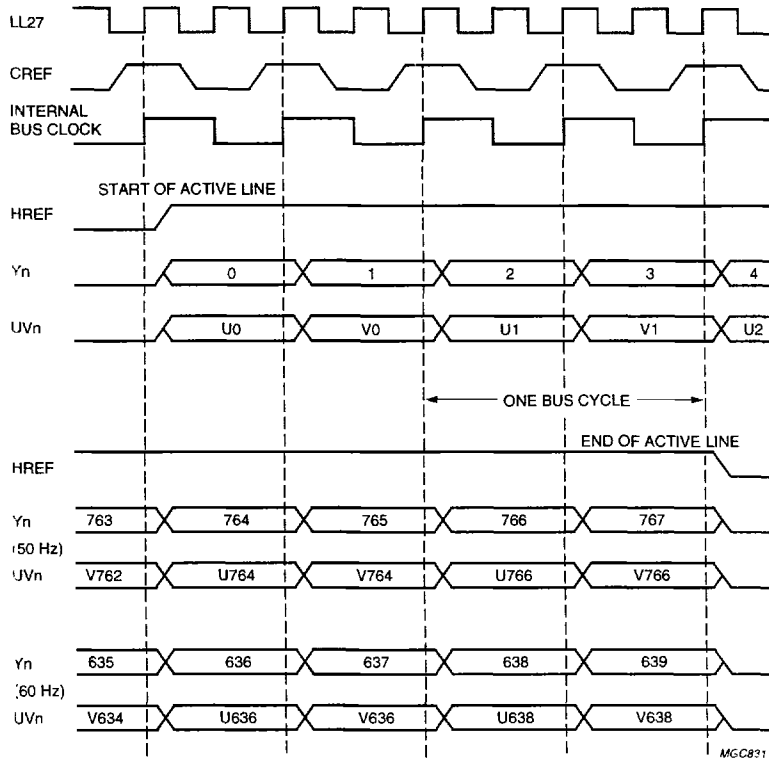 LL27
CREF
INTERNAL
BUS CLOCK
START OF ACTIVE LINE
HREF
Yn 0 1 2 3 4
UVn U0 V0 U1 V1 U2
ONE BUS CYCLE
END OF ACTIVE LINE
HREF
Yn 763 764 765 766 767
(50 Hz)
UVn V762 U764 V764 U766 V766
Yn 635 636 637 638 639
(60 Hz)
UVn V634 U636 V636 U638 V638
MGC831